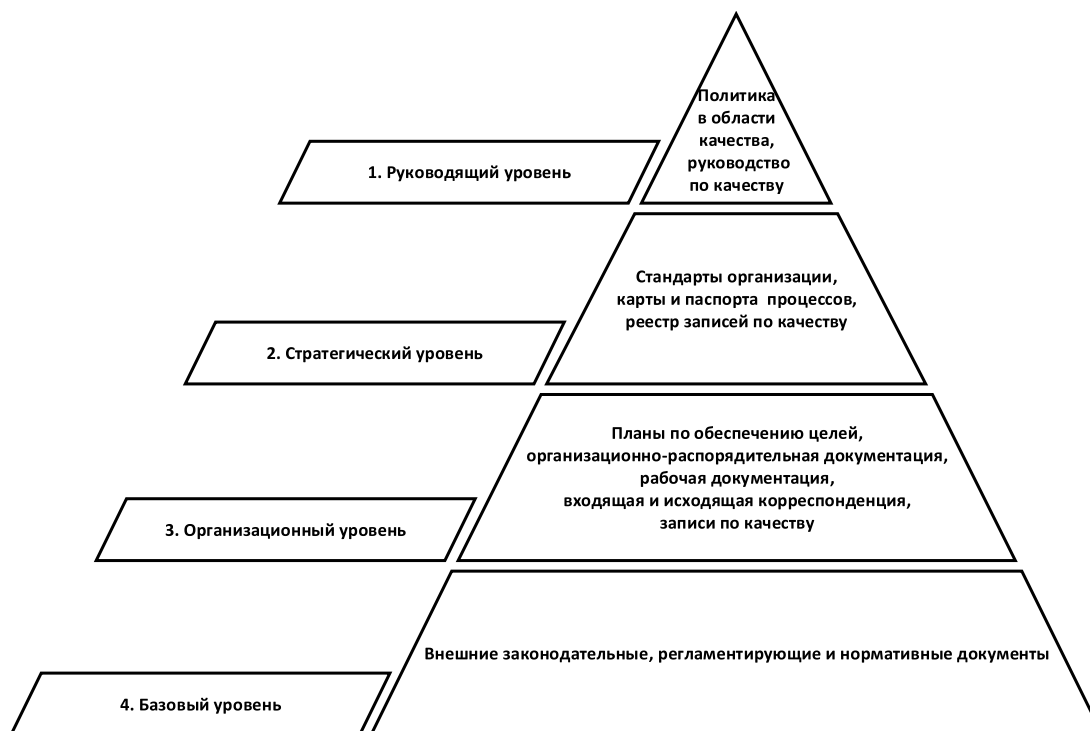 Политика
в области
качества,
руководство
по качеству
1. Руководящий уровень
Стандарты организации,
карты и паспорта процессов,
реестр записей по качеству
2. Стратегический уровень
Планы по обеспечению целей,
организационно-распорядительная документация,
рабочая документация,
входящая и исходящая корреспонденция,
записи по качеству
3. Организационный уровень
Внешние законодательные, регламентирующие и нормативные документы
4. Базовый уровень